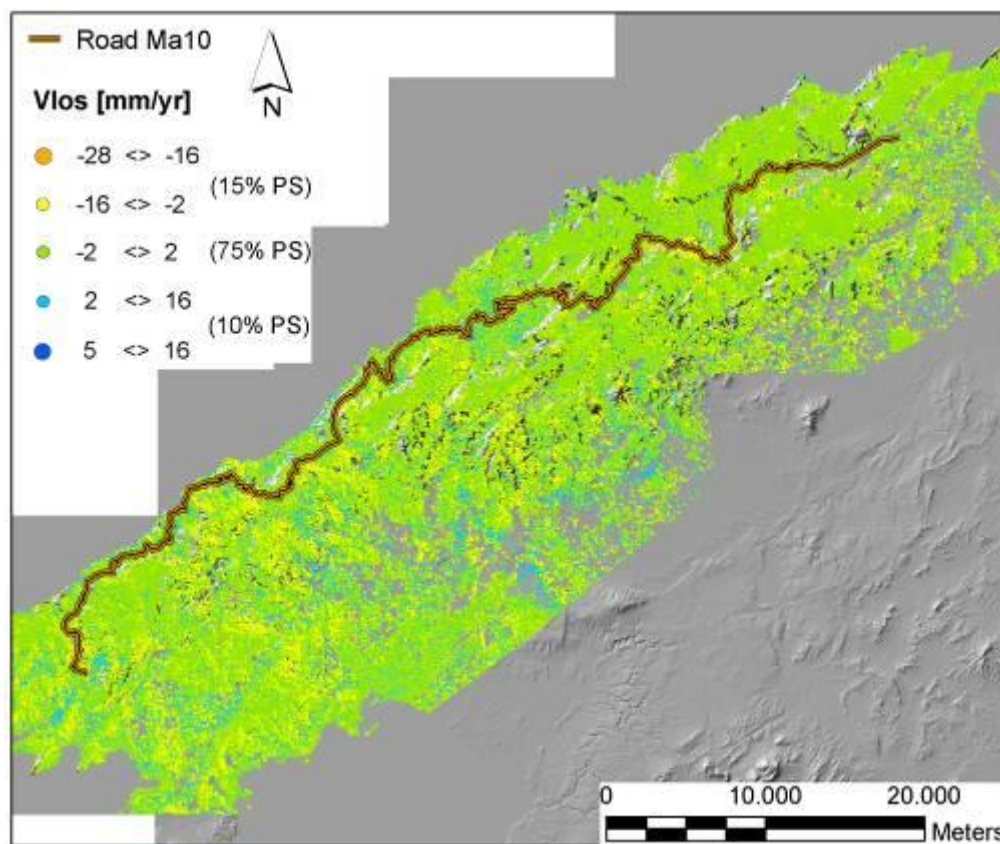 Road Ma10
N
Vlos [mm/yr]
-28 <> -16
(15% PS)
-16 <> -2
-2 <> 2 (75% PS)
2 <> 16
(10% PS)
5 <> 16
0 10.000 20.000
Meters